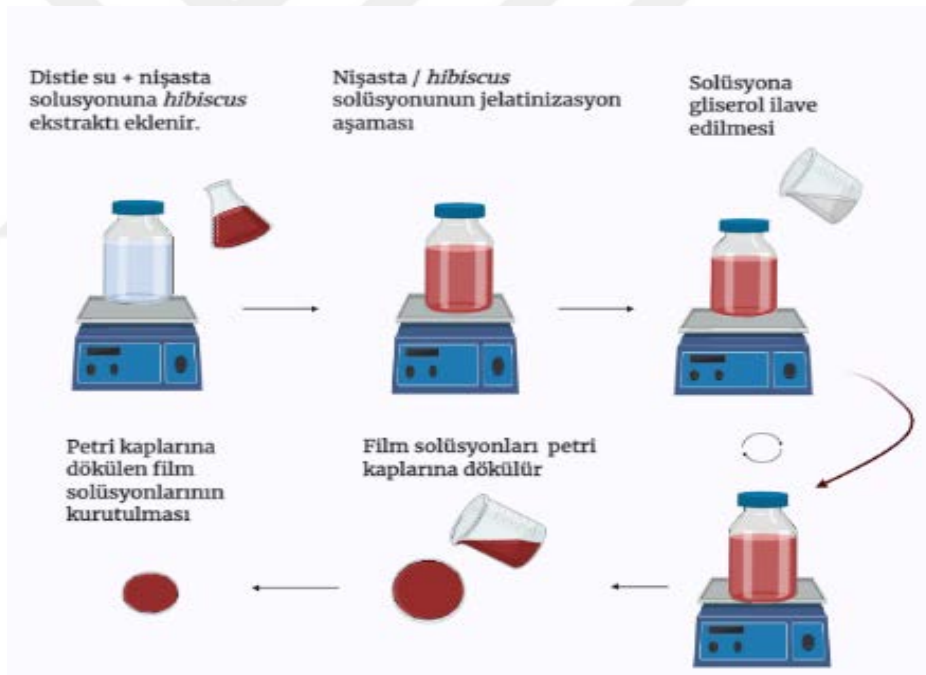 Distie su + nişasta
solusyonuna hibiscus
ekstraktı eklenir.
Nişasta / hibiscus
solüsyonunun jelatinizasyon
aşaması
Solüsyona
gliserol ilave
edilmesi
Film solüsyonları petri
kaplarına dökülür
Petri kaplarına
dökülen film
solüsyonlarının
kurutulması